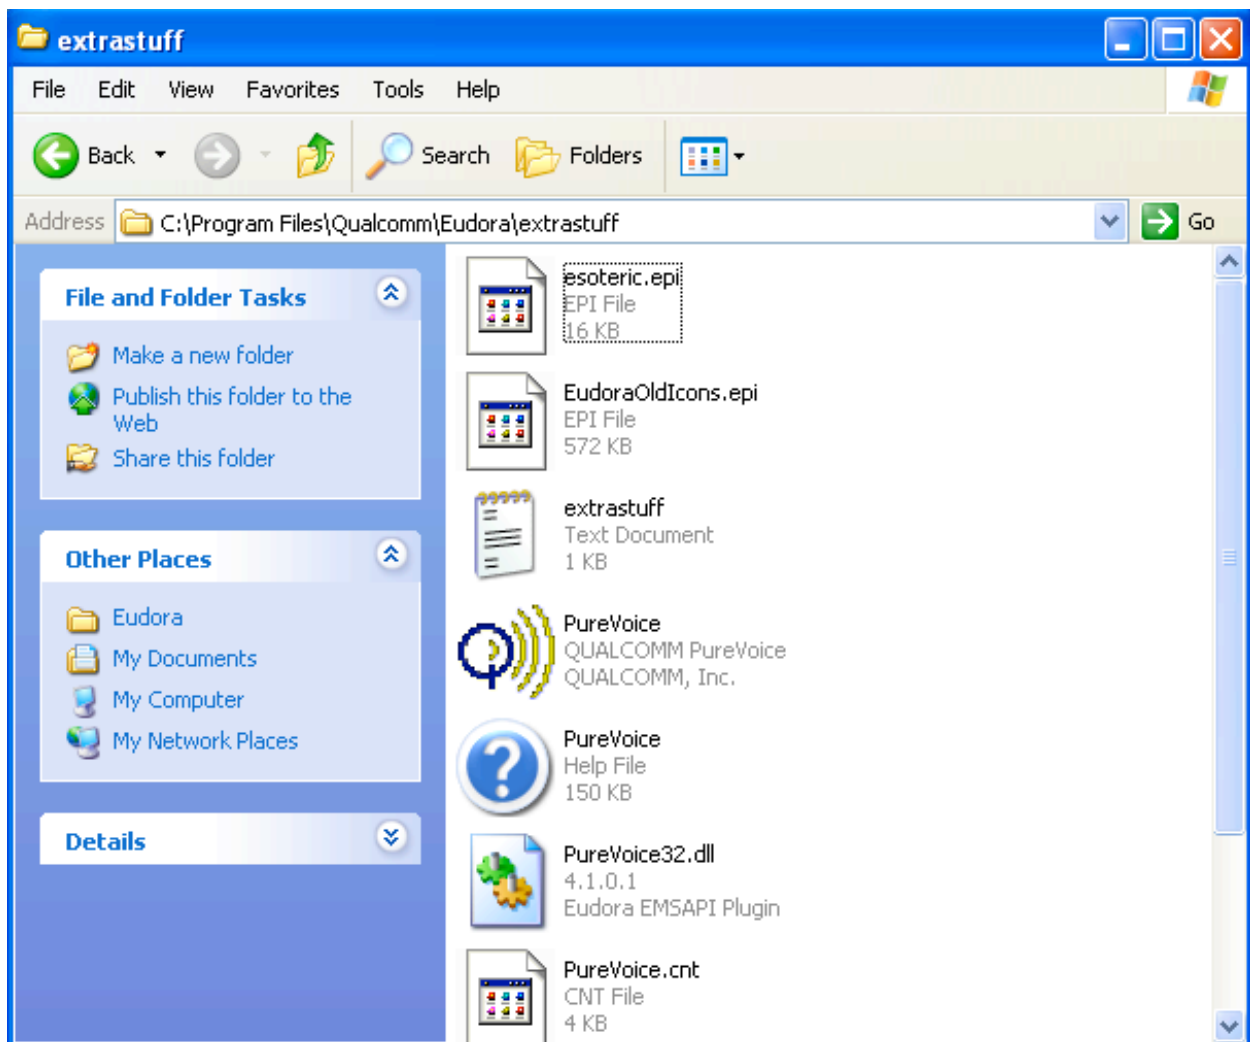 extrastuff
File Edit View Favorites Tools Help
Back Search Folders
Address C:\Program Files\Qualcomm\Eudora\extrastuff Go
File and Folder Tasks
Make a new folder
Publish this folder to the
Web
Share this folder
Other Places
Eudora
My Documents
My Computer
My Network Places
Details
esoteric.epi
EPI File
16 KB
EudoraOldIcons.epi
EPI File
572 KB
extrastuff
Text Document
1 KB
PureVoice
QUALCOMM PureVoice
QUALCOMM, Inc.
PureVoice
Help File
150 KB
PureVoice32.dll
4.1.0.1
Eudora EMSAPI Plugin
PureVoice.cnt
CNT File
4 KB